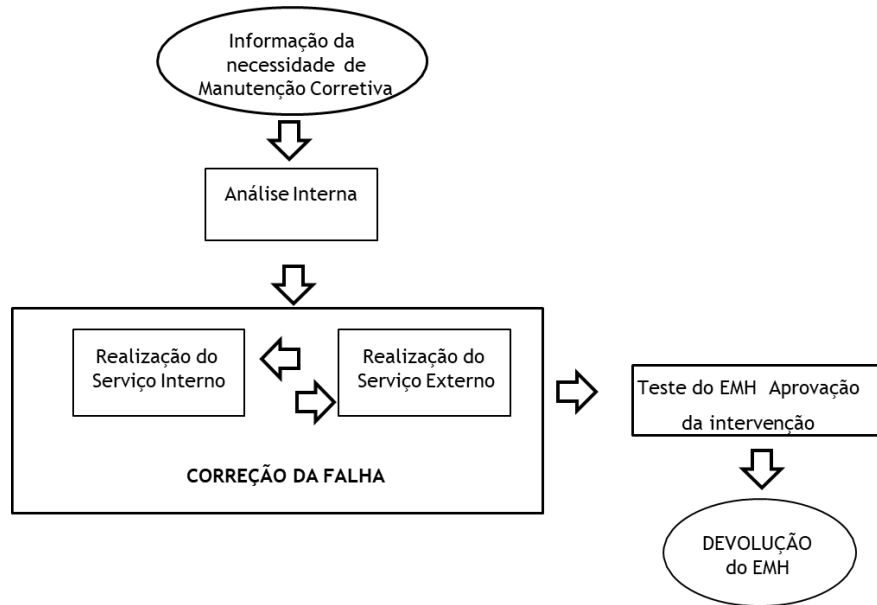 Informação da
necessidade de
Manutenção Corretiva
Análise Interna
Realização do
Serviço Interno
Realização do
Serviço Externo
CORREÇÃO DA FALHA
Teste do EMH Aprovação
da intervenção
DEVOLUÇÃO
do EMH